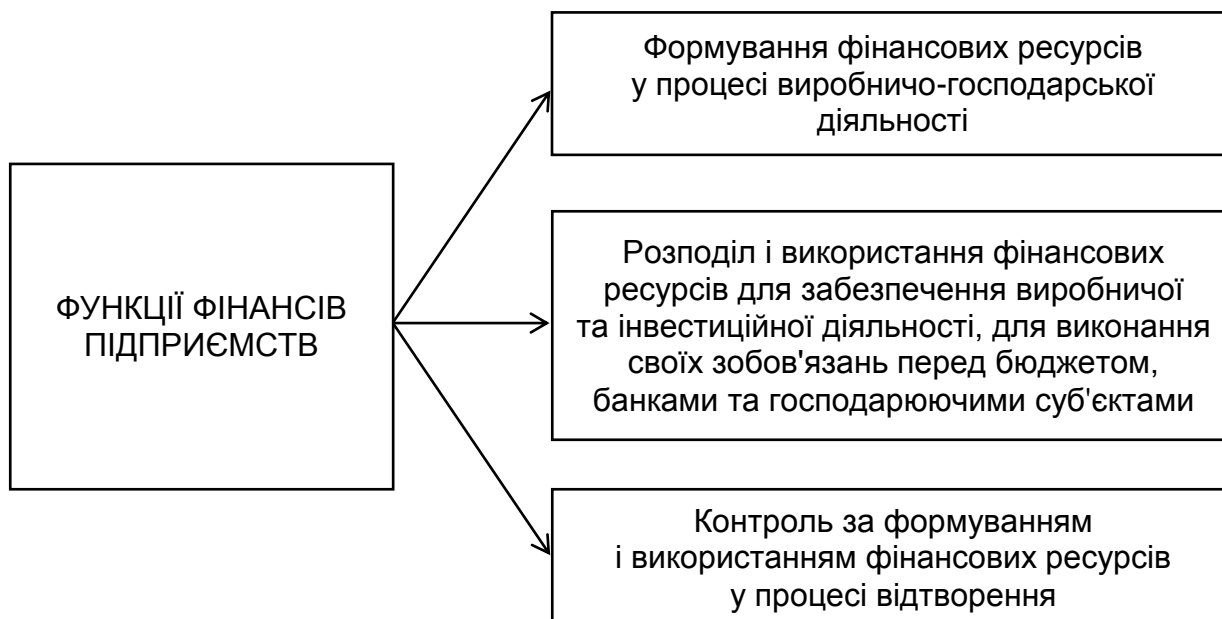 Формування фінансових ресурсів
у процесі виробничо-господарської
діяльності
ФУНКЦІЇ ФІНАНСІВ
ПІДПРИЄМСТВ
Розподіл і використання фінансових
ресурсів для забезпечення виробничої
та інвестиційної діяльності, для виконання
своїх зобов'язань перед бюджетом,
банками та господарюючими суб'єктами
Контроль за формуванням
і використанням фінансових ресурсів
у процесі відтворення